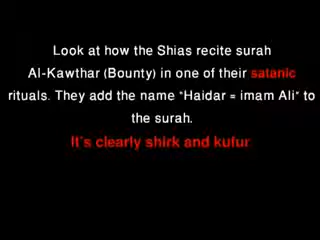 Look at how the Shias recite surah
Al-Kawthar (Bounty) in one of their satanic
rituals. They add the name "Haidar = imam Ali" to
the surah.
It's clearly shirk and kufur